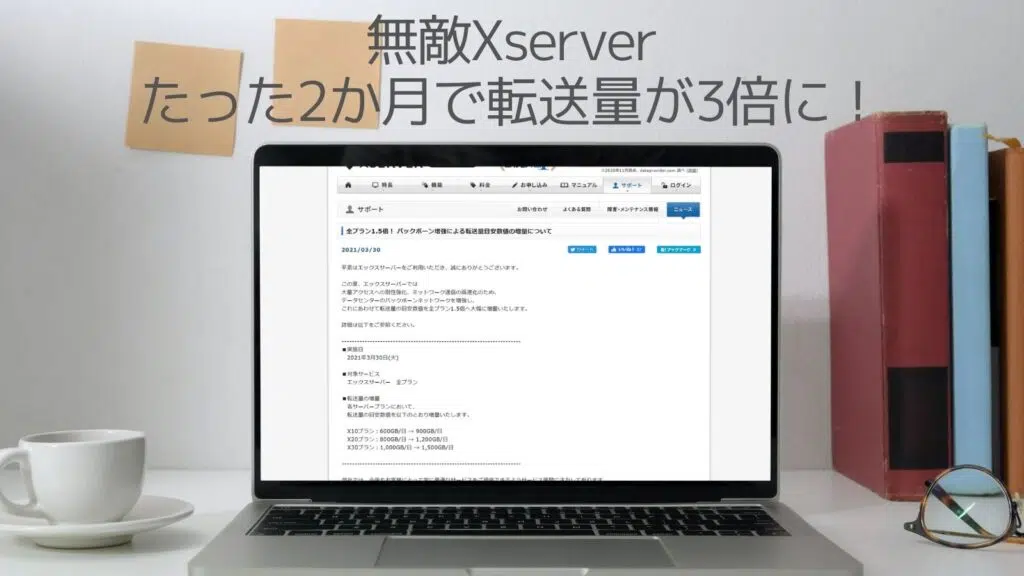 無敵Xserver
たった2か月で転送量が3倍に！
特長 機能 料金 お申し込み マニュアル サポート ログイン
サポート
お問い合わせ よくある質問 障害・メンテナンス情報 ニュース
全プラン1.5倍！ バックボーン増強による転送量目安数値の増量について
2021/03/30
平素はエックスサーバーをご利用いただき、誠にありがとうございます。
この度、エックスサーバーでは
大量アクセスへの耐性強化、ネットワーク通信の高速化のため、
データセンターのバックボーンネットワークを増強し、
これにあわせて転送量の目安数値を全プラン1.5倍へ大幅に増量いたします。
詳細は以下をご参照ください。
■実施日
2021年3月30日(火)
■対象サービス
エックスサーバー 全プラン
■転送量の増量
各サーバープランにおいて、
転送量の目安数値を以下のとおり増量いたします。
X10プラン：600GB/日 → 900GB/日
X20プラン：800GB/日 → 1,200GB/日
X30プラン：1,000GB/日 → 1,500GB/日